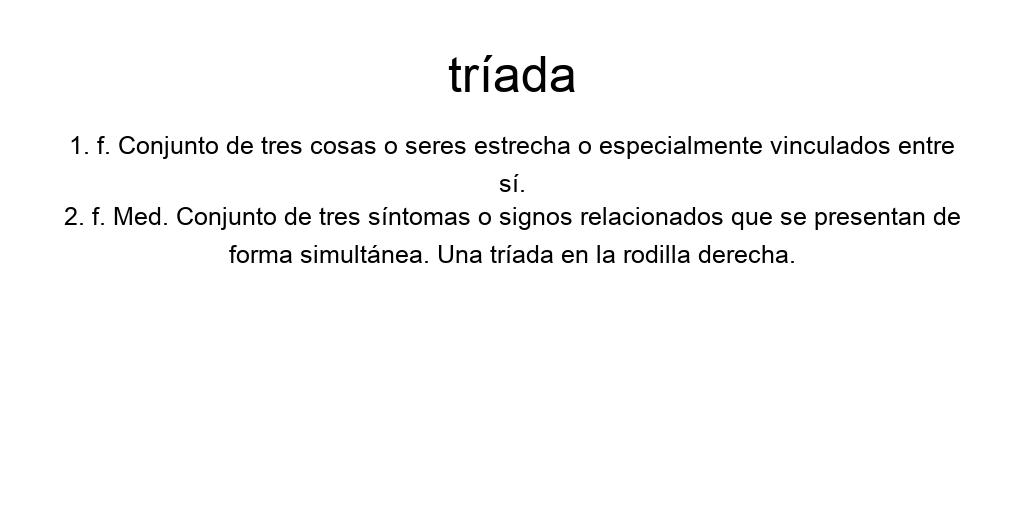 tríada
1. f. Conjunto de tres cosas o seres estrecha o especialmente vinculados entre
sí.
2. f. Med. Conjunto de tres síntomas o signos relacionados que se presentan de
forma simultánea. Una tríada en la rodilla derecha.